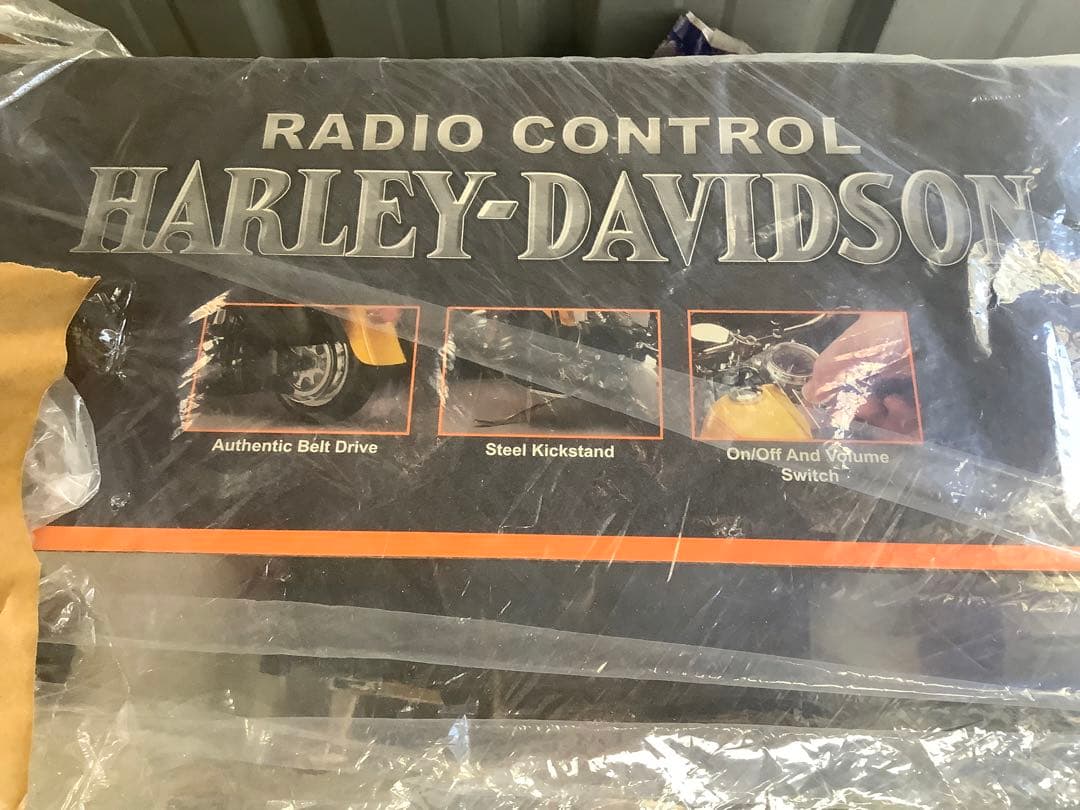 RADIO CONTROL
HARLEY-DAVIDSON
Authentic Belt Drive
Steel Kickstand
On/Off And Volume
Switch